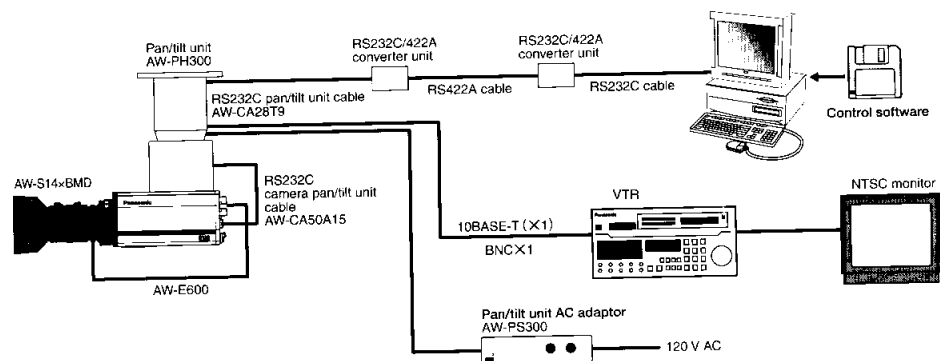 Pan/tilt unit
AW-PH300
RS232C/422A
converter unit
RS232C/422A
converter unit
RS232C pan/tilt unit cable
AW-CA28T9
RS422A cable
RS232C cable
Control software
AW-S14×BMD
Panasonic
RS232C
camera pan/tilt unit
cable
AW-CA50A15
AW-E600
10BASE-T (×1)
BNC×1
VTR
Panasonic
NTSC monitor
Pan/tilt unit AC adaptor
AW-PS300
120 V AC